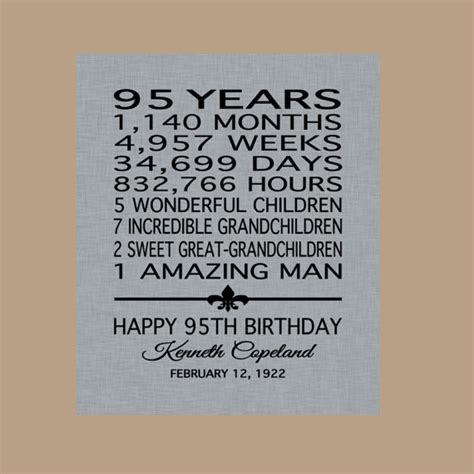 95 YEARS
1,140 MONTHS
4,957 WEEKS
34,699 DAYS
832,766 HOURS
5 WONDERFUL CHILDREN
7 INCREDIBLE GRANDCHILDREN
2 SWEET GREAT-GRANDCHILDREN
1 AMAZING MAN
HAPPY 95TH BIRTHDAY
Kenneth Copeland
FEBRUARY 12, 1922